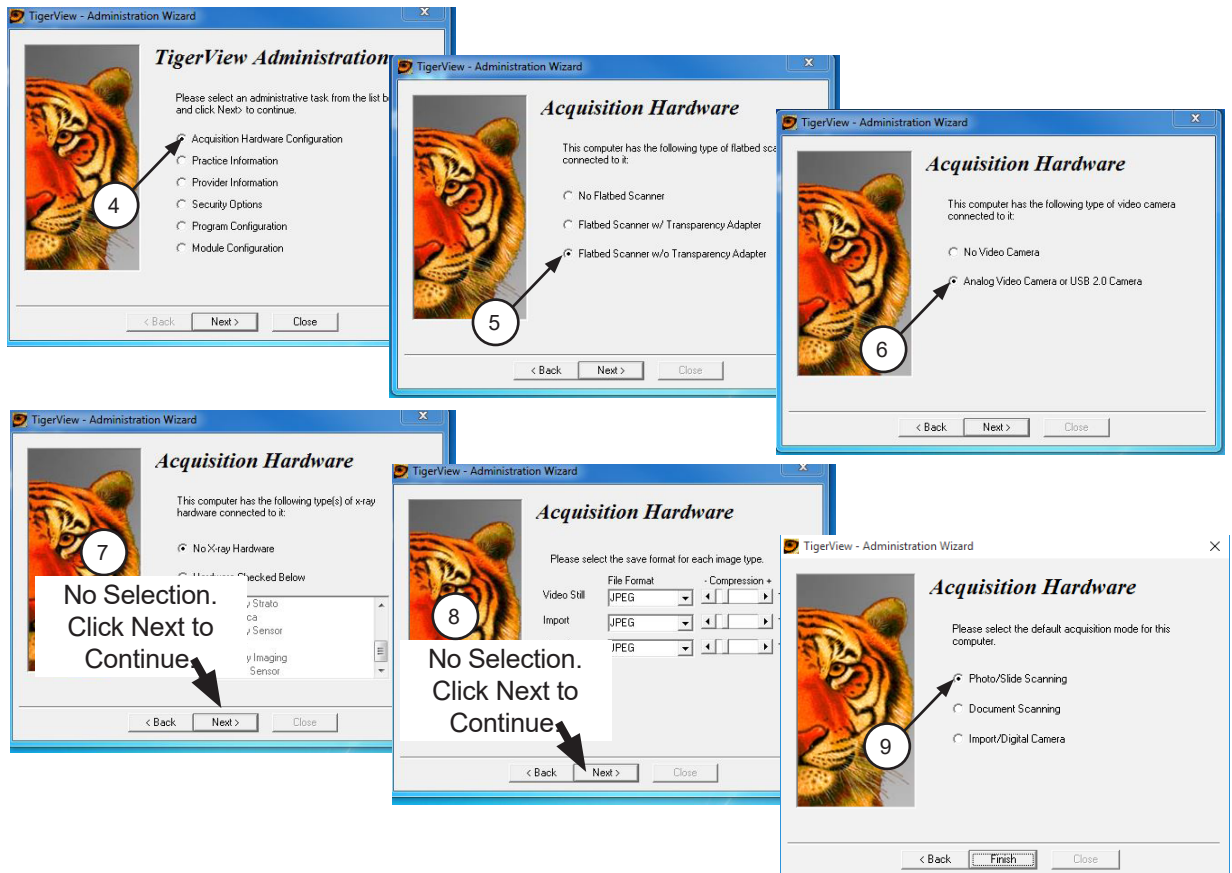 TigerView - Administration Wizard
X
TigerView Administration
Please select an administrative task from the list b
and click Next> to continue.
Acquisition Hardware Configuration
Practice Information
Provider Information
Security Options
Program Configuration
Module Configuration
4
< Back
Next >
Close
TigerView - Administration Wizard
X
Acquisition Hardware
This computer has the following type of flatbed sca
connected to it:
No Flatbed Scanner
Flatbed Scanner w/ Transparency Adapter
Flatbed Scanner w/o Transparency Adapter
5
< Back
Next >
Close
TigerView - Administration Wizard
X
Acquisition Hardware
This computer has the following type of video camera
connected to it:
No Video Camera
Analog Video Camera or USB 2.0 Camera
6
< Back
Next >
Close
TigerView - Administration Wizard
X
Acquisition Hardware
This computer has the following type(s) of x-ray
hardware connected to it:
No X-ray Hardware
7
Checked Below
No Selection.
Click Next to
Continue.
Strato
ca
Sensor
y Imaging
Sensor
< Back
Next >
Close
TigerView - Administration Wizard
X
Acquisition Hardware
Please select the save format for each image type.
File Format
- Compression +
Video Still
JPEG
Import
JPEG
JPEG
8
No Selection.
Click Next to
Continue.
< Back
Next >
Close
TigerView - Administration Wizard
X
Acquisition Hardware
Please select the default acquisition mode for this
computer.
Photo/Slide Scanning
Document Scanning
Import/Digital Camera
9
< Back
Finish
Close